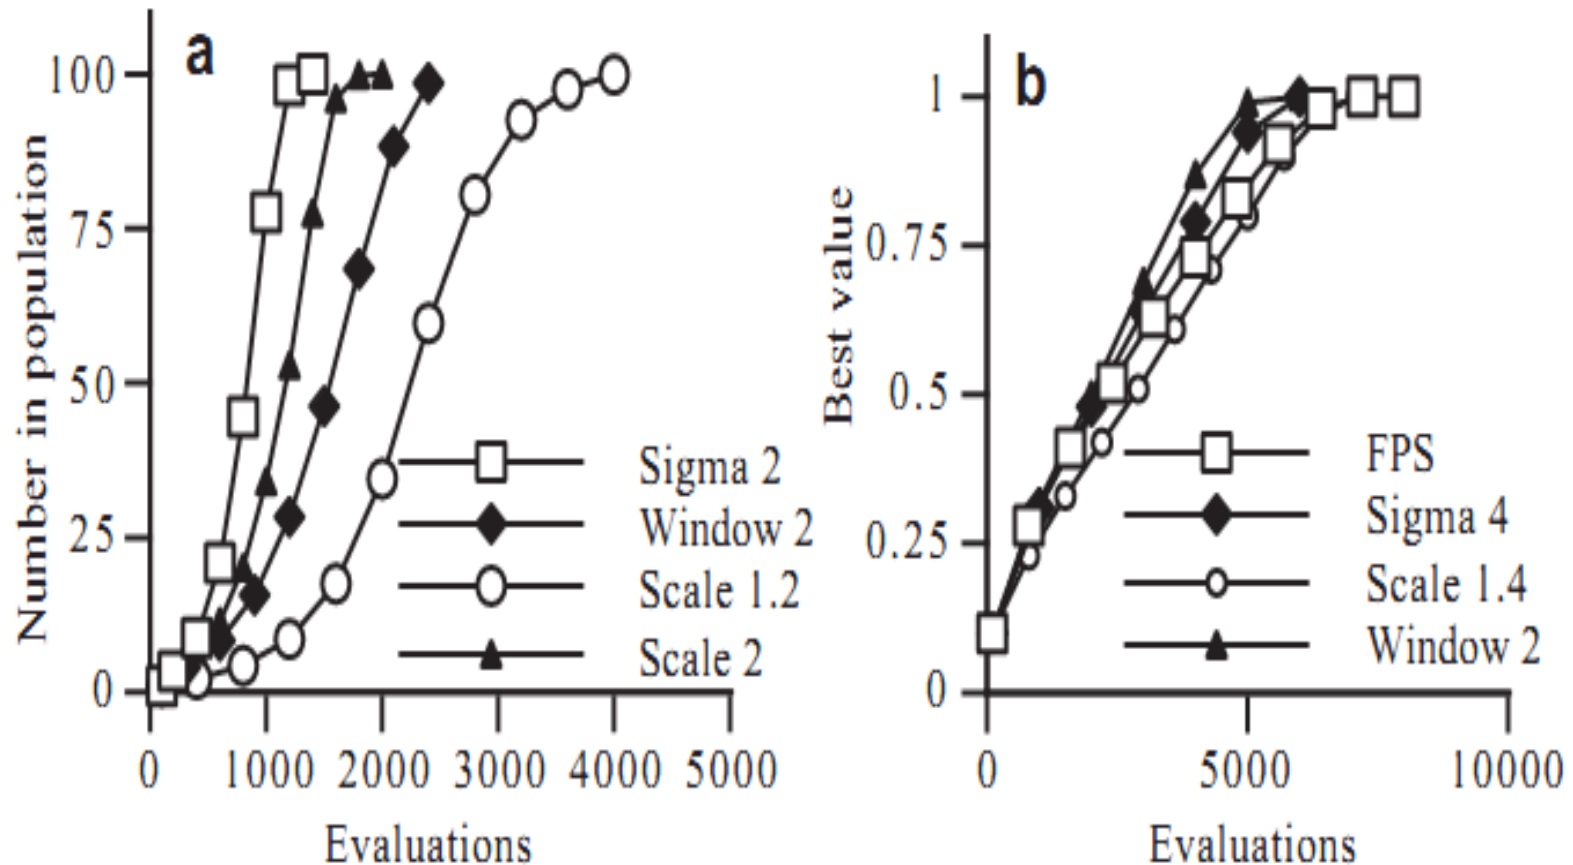 a
Number in population
100
75
50
25
0
0 1000 2000 3000 4000 5000
Evaluations
Sigma 2
Window 2
Scale 1.2
Scale 2
b
Best value
1
0.75
0.5
0.25
0
0 5000 10000
Evaluations
FPS
Sigma 4
Scale 1.4
Window 2